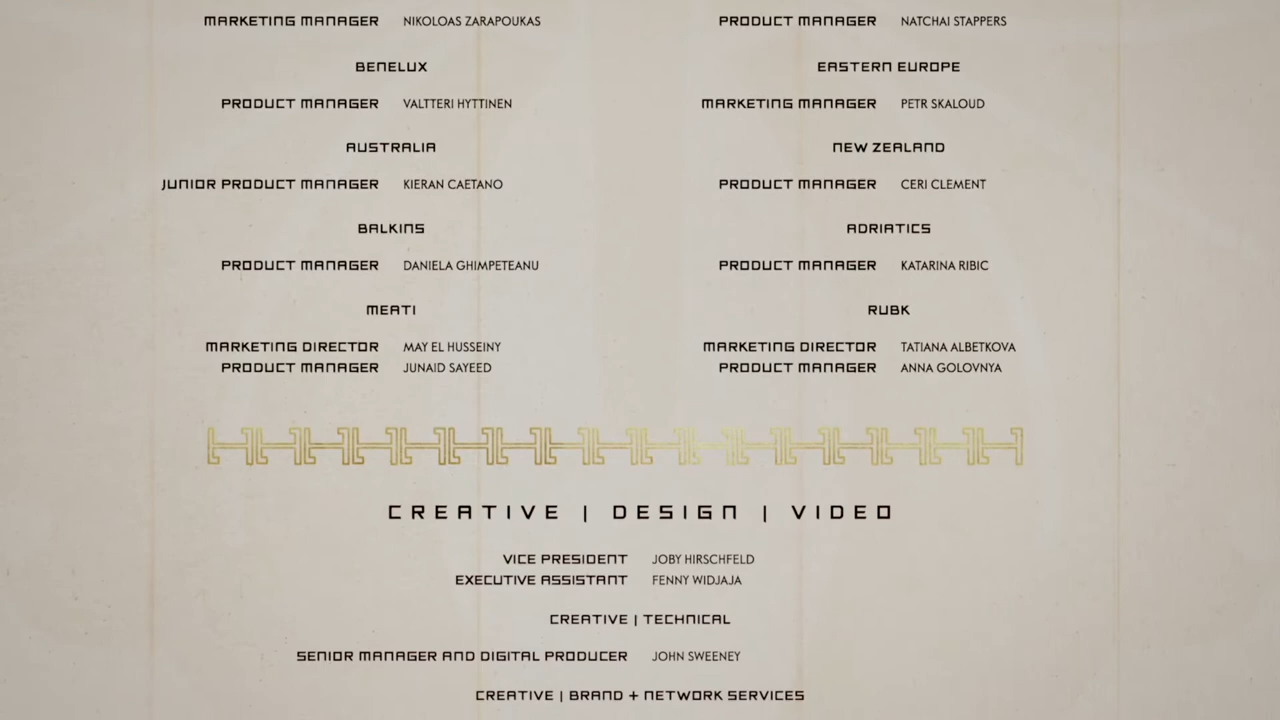 MARKETING MANAGER NIKOLOAS ZARAPOUKAS
PRODUCT MANAGER NATCHAI STAPPERS
BENELUX
EASTERN EUROPE
PRODUCT MANAGER VALTTERI HYTTINEN
MARKETING MANAGER PETR SKALOUD
AUSTRALIA
NEW ZEALAND
JUNIOR PRODUCT MANAGER KIERAN CAETANO
PRODUCT MANAGER CERI CLEMENT
BALKINS
ADRIATICS
PRODUCT MANAGER DANIELA GHIMPETEANU
PRODUCT MANAGER KATARINA RIBIC
MEATI
RUBK
MARKETING DIRECTOR MAY EL HUSSEINY
MARKETING DIRECTOR TATIANA ALBETKOVA
PRODUCT MANAGER JUNAID SAYEED
PRODUCT MANAGER ANNA GOLOVNYA
CREATIVE | DESIGN | VIDEO
VICE PRESIDENT JOBY HIRSCHFELD
EXECUTIVE ASSISTANT FENNY WIDJAJA
CREATIVE | TECHNICAL
SENIOR MANAGER AND DIGITAL PRODUCER JOHN SWEENEY
CREATIVE | BRAND + NETWORK SERVICES